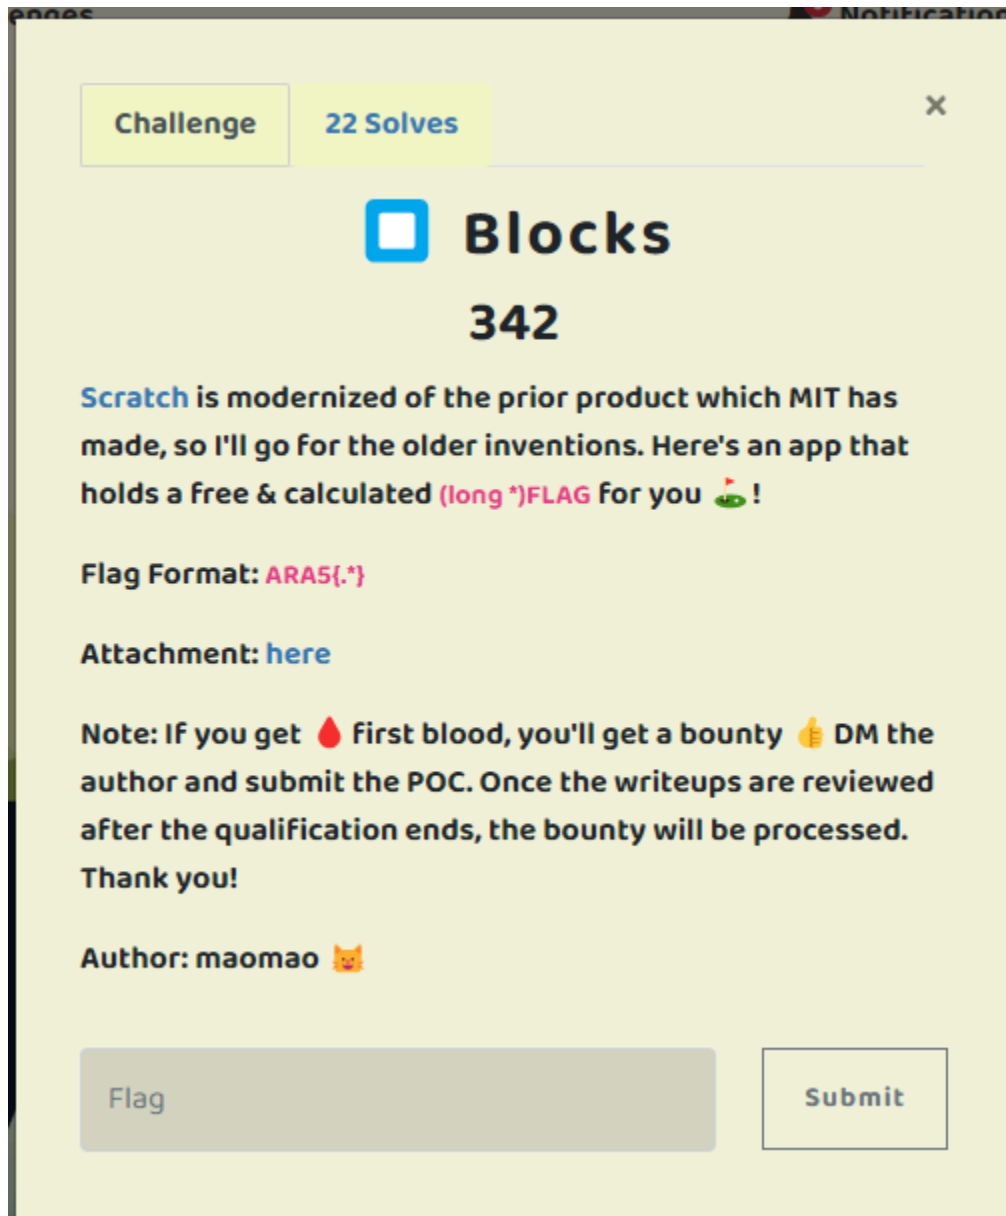 enges
Notification
Challenge
22 Solves
×
Blocks
342
Scratch is modernized of the prior product which MIT has
made, so I'll go for the older inventions. Here's an app that
holds a free & calculated (long *)FLAG for you ⛳!
Flag Format: ARA5{.*}
Attachment: here
Note: If you get 🩸 first blood, you'll get a bounty 👍 DM the
author and submit the POC. Once the writeups are reviewed
after the qualification ends, the bounty will be processed.
Thank you!
Author: maomao 😺
Flag
Submit